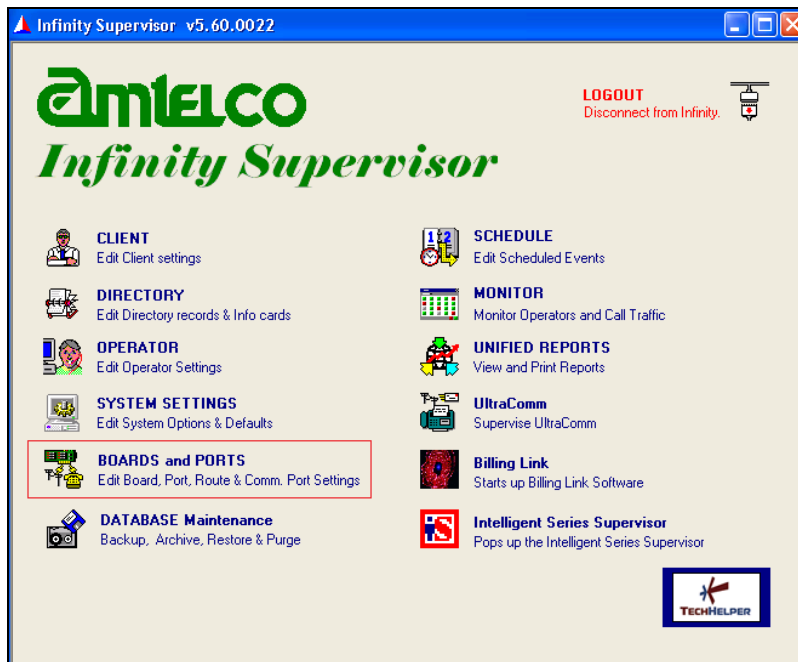 Infinity Supervisor v5.60.0022
amtelco
LOGOUT
Disconnect from Infinity.
Infinity Supervisor
CLIENT
Edit Client settings
DIRECTORY
Edit Directory records & Info cards
OPERATOR
Edit Operator Settings
SYSTEM SETTINGS
Edit System Options & Defaults
BOARDS and PORTS
Edit Board, Port, Route & Comm. Port Settings
DATABASE Maintenance
Backup, Archive, Restore & Purge
SCHEDULE
Edit Scheduled Events
MONITOR
Monitor Operators and Call Traffic
UNIFIED REPORTS
View and Print Reports
UltraComm
Supervise UltraComm
Billing Link
Starts up Billing Link Software
Intelligent Series Supervisor
Pops up the Intelligent Series Supervisor
TECHHELPER